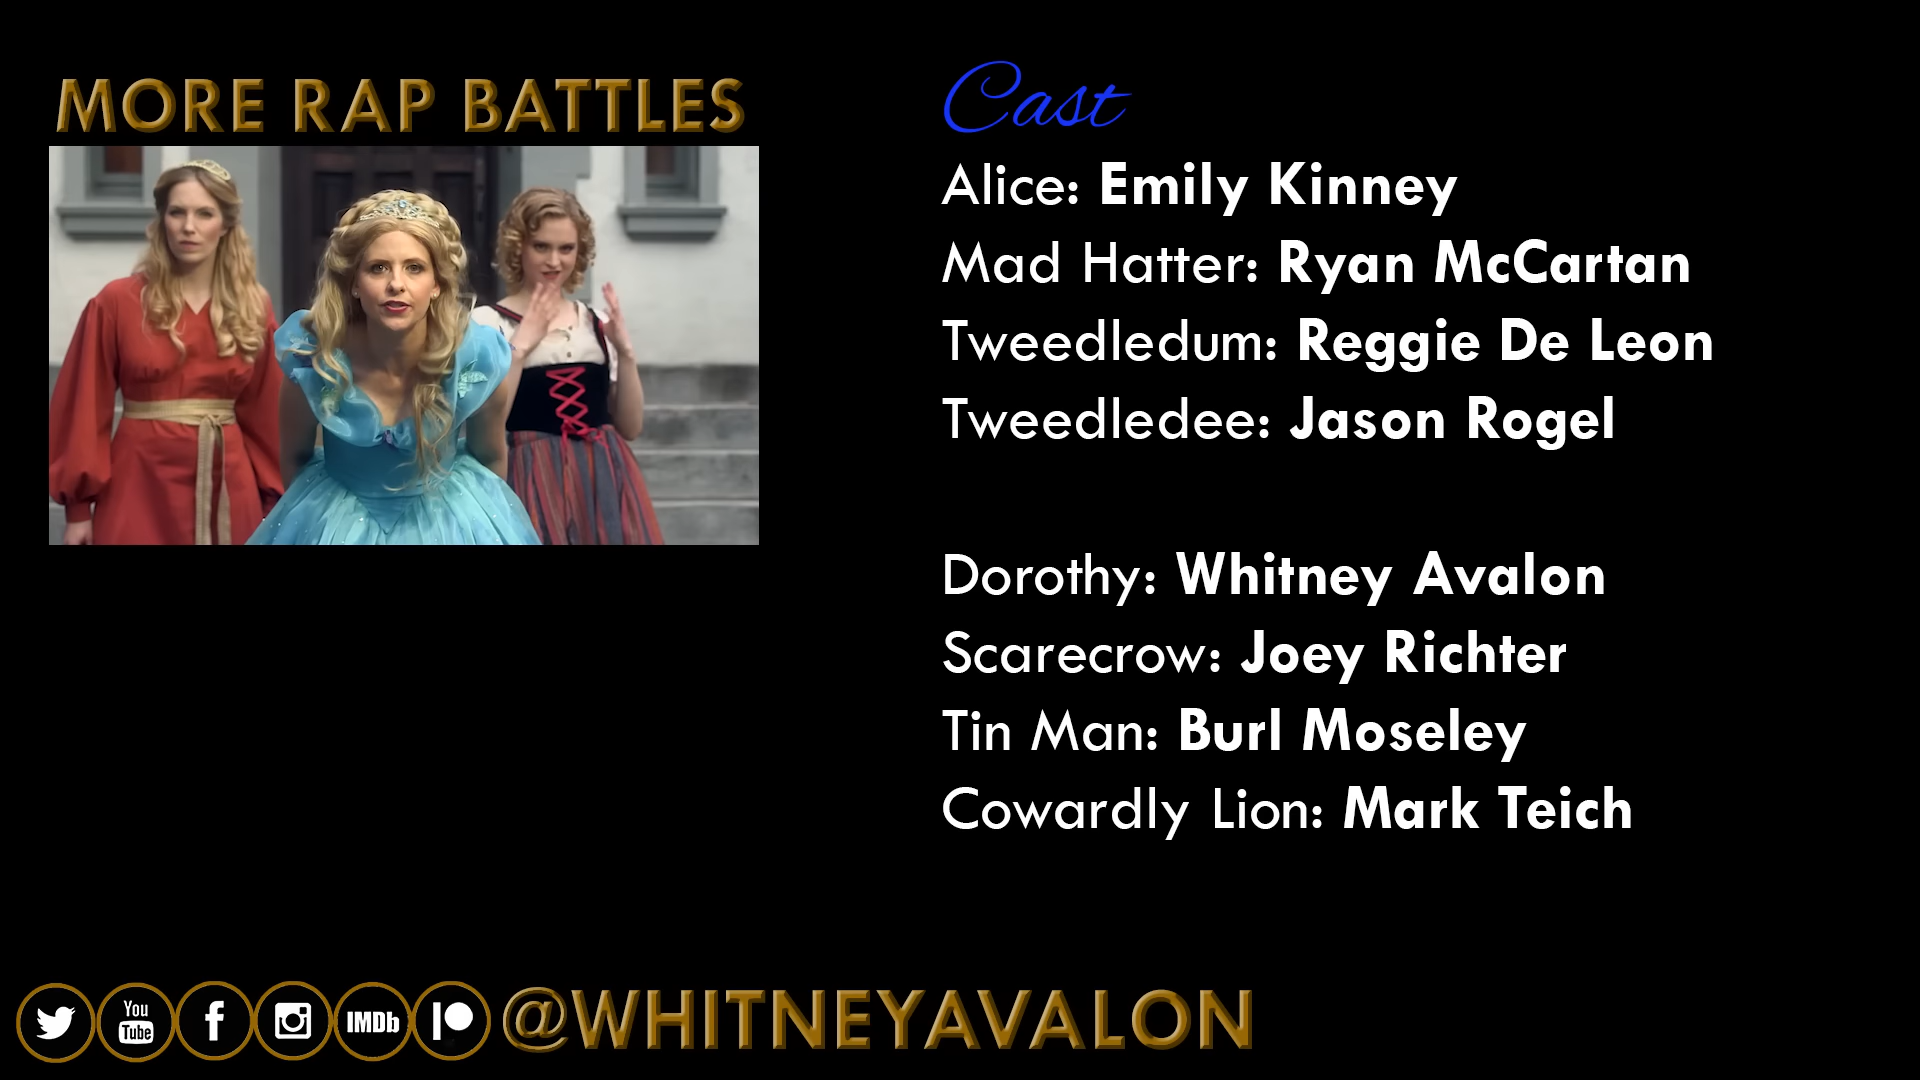 MORE RAP BATTLES
Cast
Alice: Emily Kinney
Mad Hatter: Ryan McCartan
Tweedledum: Reggie De Leon
Tweedledee: Jason Rogel
Dorothy: Whitney Avalon
Scarecrow: Joey Richter
Tin Man: Burl Moseley
Cowardly Lion: Mark Teich
You
Tube
f
IMDb
@WHITNEYAVALON